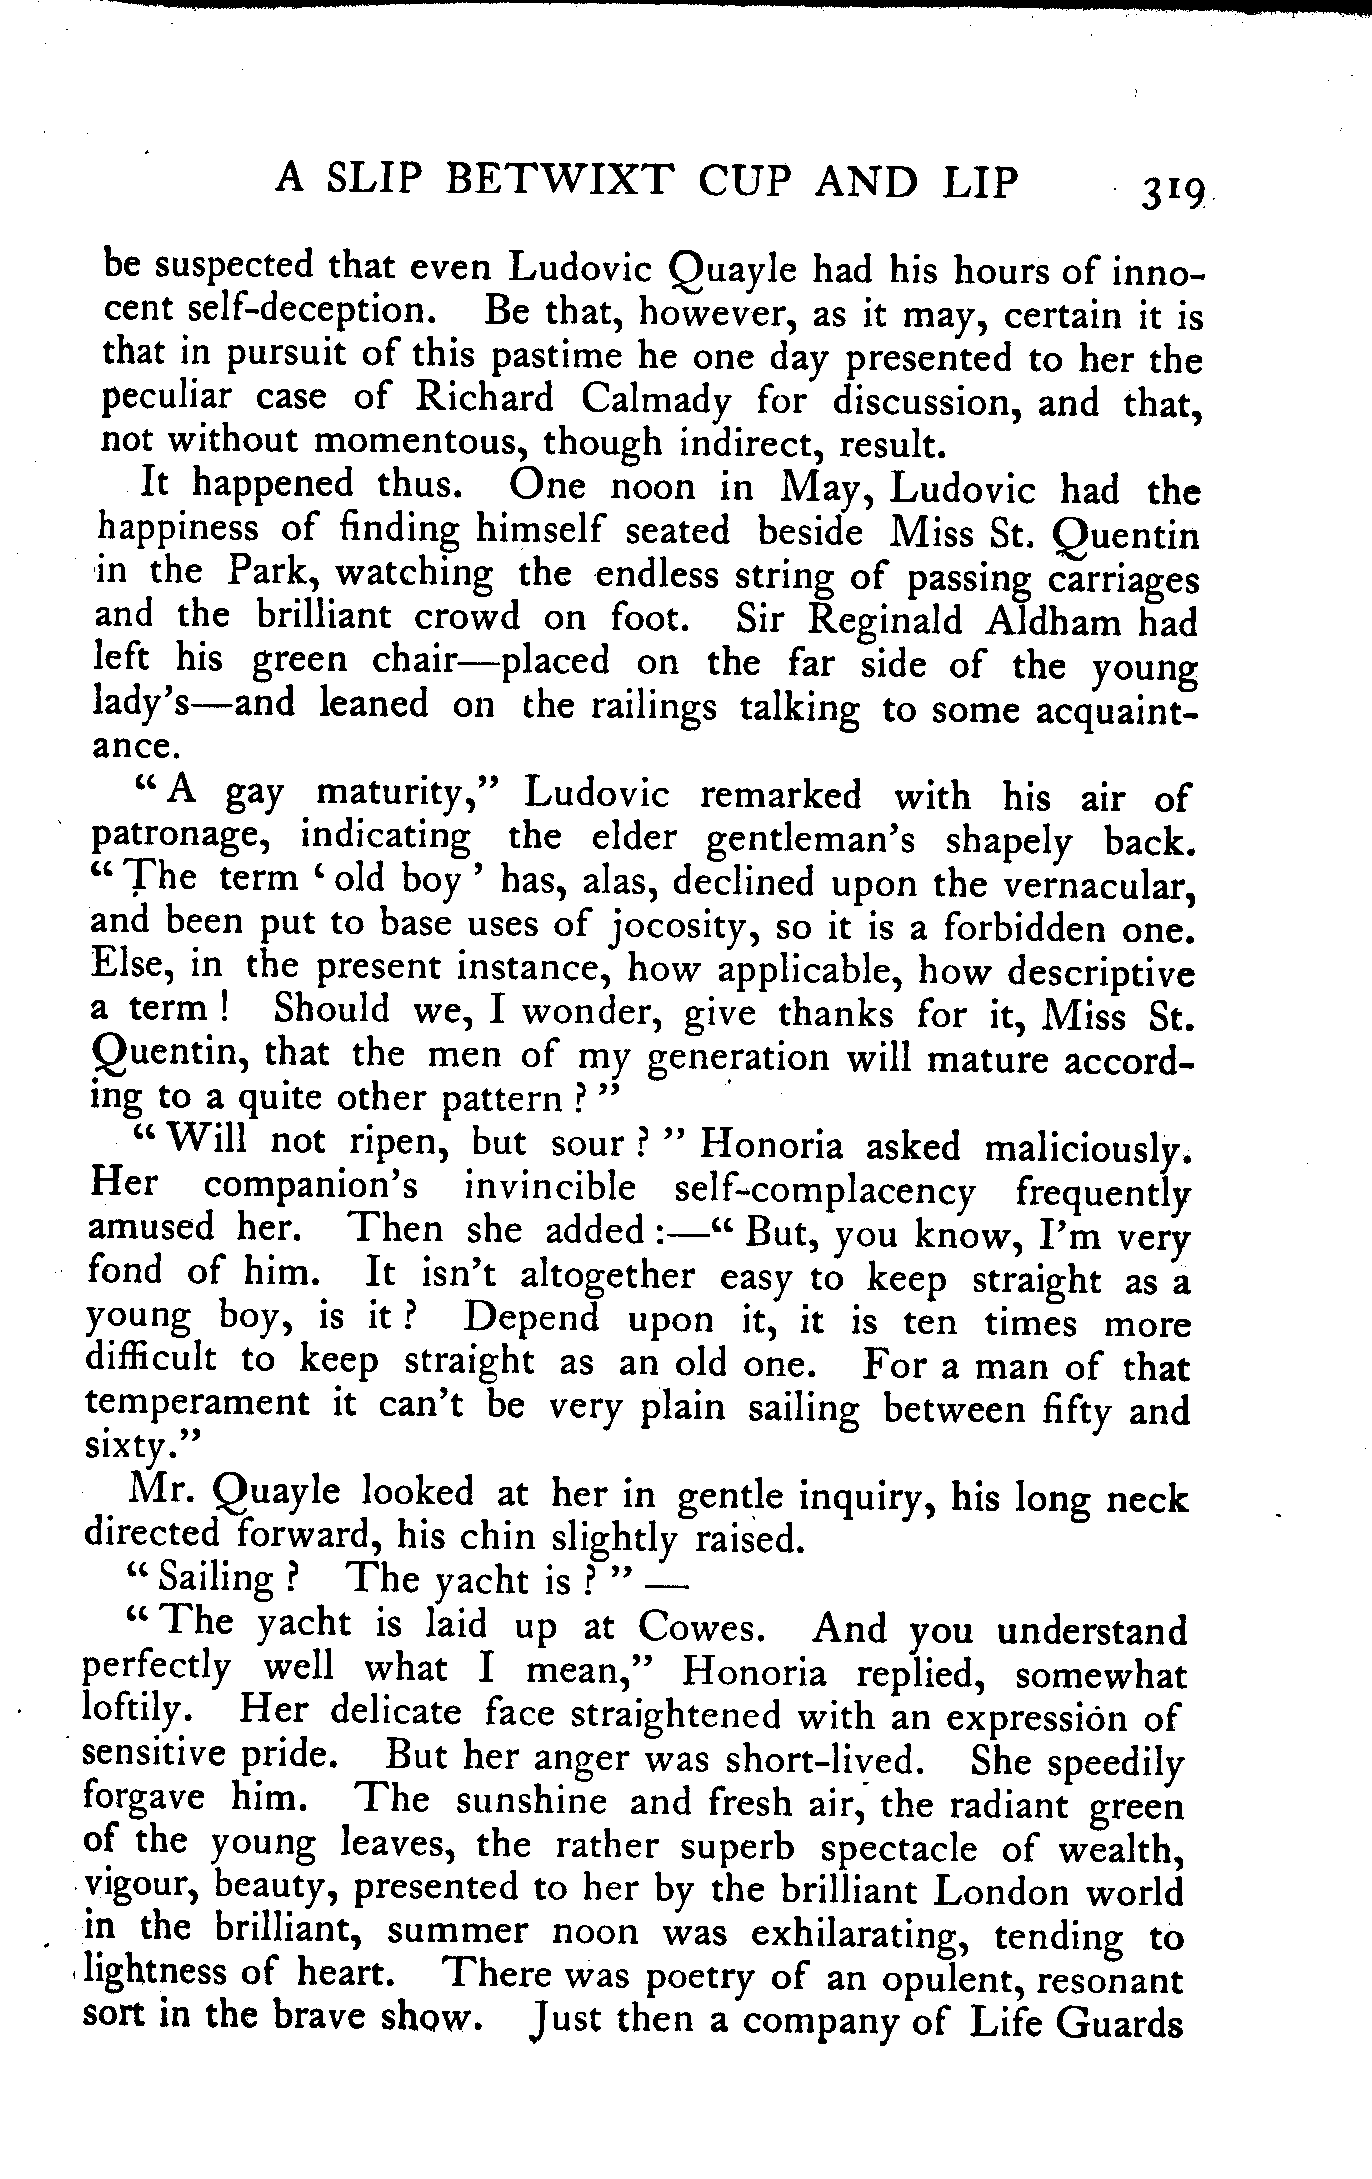 A SLIP BETWIXT CUP AND LIP 319
be suspected that even Ludovic Quayle had his hours of inno-
cent self-deception. Be that, however, as it may, certain it is
that in pursuit of this pastime he one day presented to her the
peculiar case of Richard Calmady for discussion, and that,
not without momentous, though indirect, result.
It happened thus. One noon in May, Ludovic had the
happiness of finding himself seated beside Miss St. Quentin
in the Park, watching the endless string of passing carriages
and the brilliant crowd on foot. Sir Reginald Aldham had
left his green chair—placed on the far side of the young
lady's—and leaned on the railings talking to some acquaint-
ance.
"A gay maturity," Ludovic remarked with his air of
patronage, indicating the elder gentleman's shapely back.
"The term 'old boy' has, alas, declined upon the vernacular,
and been put to base uses of jocosity, so it is a forbidden one.
Else, in the present instance, how applicable, how descriptive
a term! Should we, I wonder, give thanks for it, Miss St.
Quentin, that the men of my generation will mature accord-
ing to a quite other pattern?"
"Will not ripen, but sour?" Honoria asked maliciously.
Her companion's invincible self-complacency frequently
amused her. Then she added:—"But, you know, I'm very
fond of him. It isn't altogether easy to keep straight as a
young boy, is it? Depend upon it, it is ten times more
difficult to keep straight as an old one. For a man of that
temperament it can't be very plain sailing between fifty and
sixty."
Mr. Quayle looked at her in gentle inquiry, his long neck
directed forward, his chin slightly raised.
"Sailing? The yacht is?"—
"The yacht is laid up at Cowes. And you understand
perfectly well what I mean," Honoria replied, somewhat
loftily. Her delicate face straightened with an expression of
sensitive pride. But her anger was short-lived. She speedily
forgave him. The sunshine and fresh air, the radiant green
of the young leaves, the rather superb spectacle of wealth,
vigour, beauty, presented to her by the brilliant London world
in the brilliant, summer noon was exhilarating, tending to
lightness of heart. There was poetry of an opulent, resonant
sort in the brave show. Just then a company of Life Guards